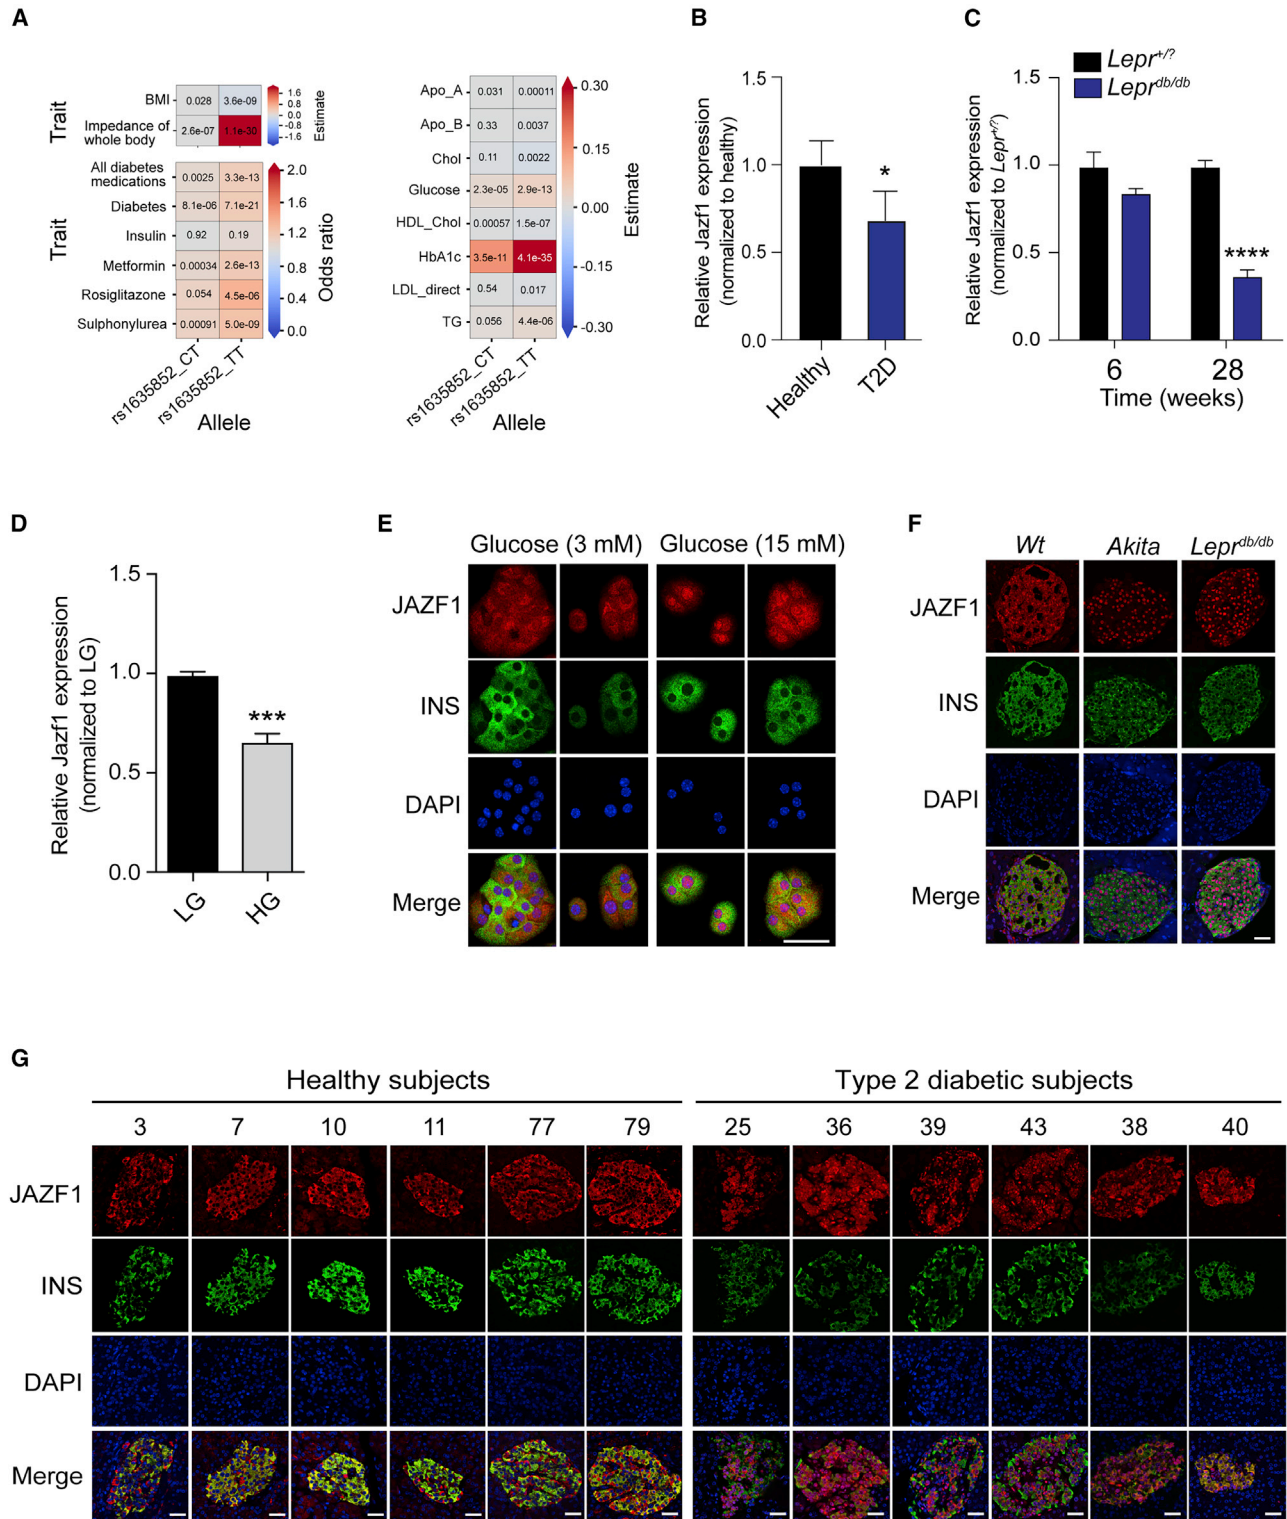 A
Trait
BMI
0.028
3.6e-09
Impedance of
whole body
2.6e-07
1.1e-30
1.6
0.8
0.0
-0.8
-1.6
Estimate
Trait
All diabetes
medications
0.0025
3.3e-13
Diabetes
8.1e-06
7.1e-21
Insulin
0.92
0.19
Metformin
0.00034
2.6e-13
Rosiglitazone
0.054
4.5e-06
Sulphonylurea
0.00091
5.0e-09
2.0
1.6
1.2
0.8
0.4
0.0
Odds ratio
rs1635852_CT
rs1635852_TT
Allele
Apo_A
0.031
0.00011
Apo_B
0.33
0.0037
Chol
0.11
0.0022
Glucose
2.3e-05
2.9e-13
HDL_Chol
0.00057
1.5e-07
HbA1c
3.5e-11
4.1e-35
LDL_direct
0.54
0.017
TG
0.056
4.4e-06
0.30
0.15
0.00
-0.15
-0.30
Estimate
rs1635852_CT
rs1635852_TT
Allele
B
Relative Jazf1 expression
(normalized to healthy)
1.5
1.0
0.5
0.0
*
Healthy
T2D
C
Lepr+/?
Leprdb/db
Relative Jazf1 expression
(normalized to Lepr+/?)
1.5
1.0
0.5
0.0
****
6
28
Time (weeks)
D
Relative Jazf1 expression
(normalized to LG)
1.5
1.0
0.5
0.0
***
LG
HG
E
Glucose (3 mM)
Glucose (15 mM)
JAZF1
INS
DAPI
Merge
F
Wt
Akita
Leprdb/db
JAZF1
INS
DAPI
Merge
G
Healthy subjects
Type 2 diabetic subjects
3
7
10
11
77
79
25
36
39
43
38
40
JAZF1
INS
DAPI
Merge